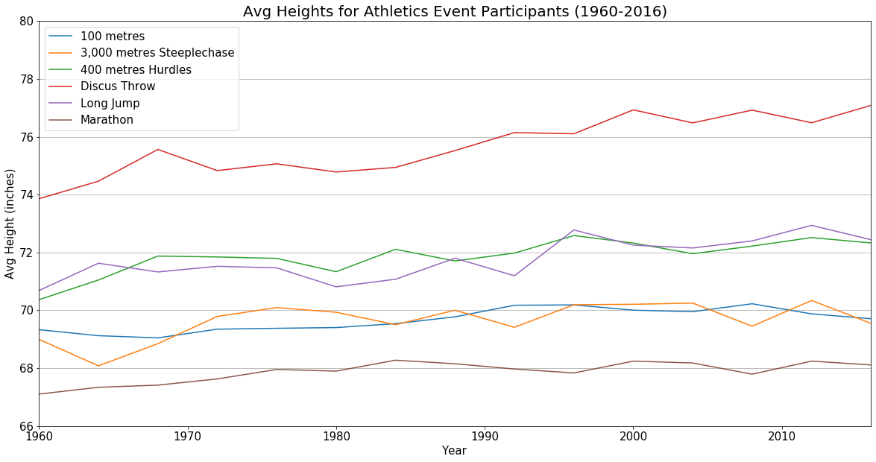 Avg Heights for Athletics Event Participants (1960-2016)
80
78
76
74
72
70
68
66
Avg Height (inches)
100 metres
3,000 metres Steeplechase
400 metres Hurdles
Discus Throw
Long Jump
Marathon
1960 1970 1980 1990 2000 2010
Year